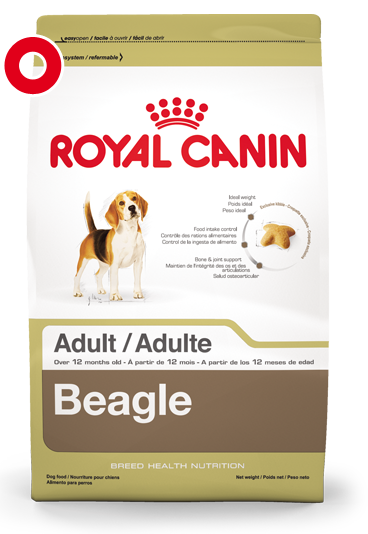 easyopen / facile à ouvrir / fácil de abrir
system / refermable
ROYAL CANIN
Ideal weight
Poids idéal
Peso ideal
Food intake control
Contrôle des rations alimentaires
Control de la ingesta de alimento
Bone & joint support
Maintien de l'intégrité des os et des
articulations
Salud osteoarticular
Adult / Adulte
Over 12 months old - À partir de 12 mois - A partir de los 12 meses de edad
Beagle
BREED HEALTH NUTRITION
Dog food / Nourriture pour chiens
Alimento para perros
Net weight / Poids net / Peso neto